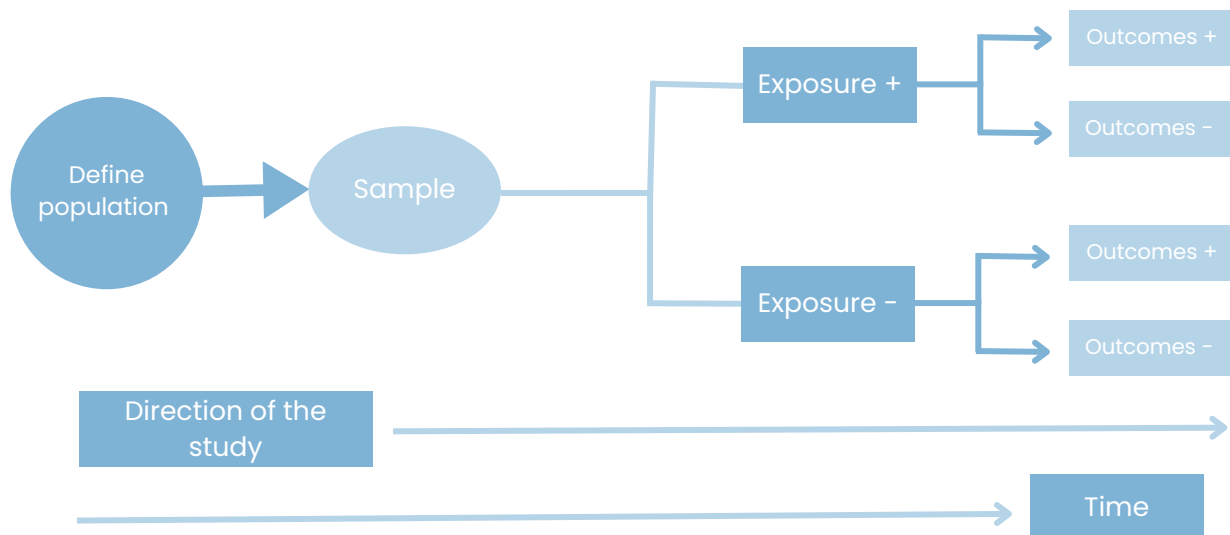 Define
population
Sample
Exposure +
Outcomes +
Outcomes -
Exposure -
Outcomes +
Outcomes -
Direction of the
study
Time